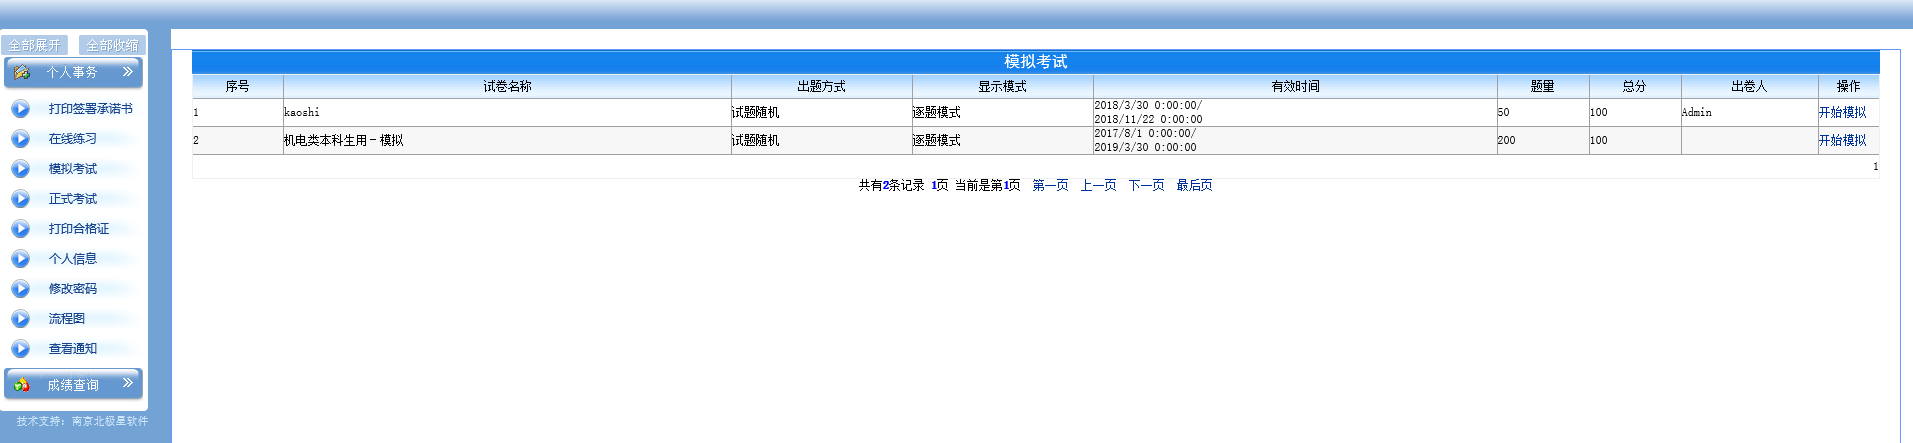 全部展开 全部收缩
个人事务
打印签署承诺书
在线练习
模拟考试
正式考试
打印合格证
个人信息
修改密码
流程图
查看通知
成绩查询
技术支持：南京北极星软件
模拟考试
序号 试卷名称 出题方式 显示模式 有效时间 题量 总分 出卷人 操作
1 kaoshi 试题随机 逐题模式 2018/3/30 0:00:00/ 50 100 Admin 开始模拟
2018/11/22 0:00:00
2 机电类本科生用－模拟 试题随机 逐题模式 2017/8/1 0:00:00/ 200 100 开始模拟
2019/3/30 0:00:00
1
共有2条记录 1页 当前是第1页 第一页 上一页 下一页 最后页